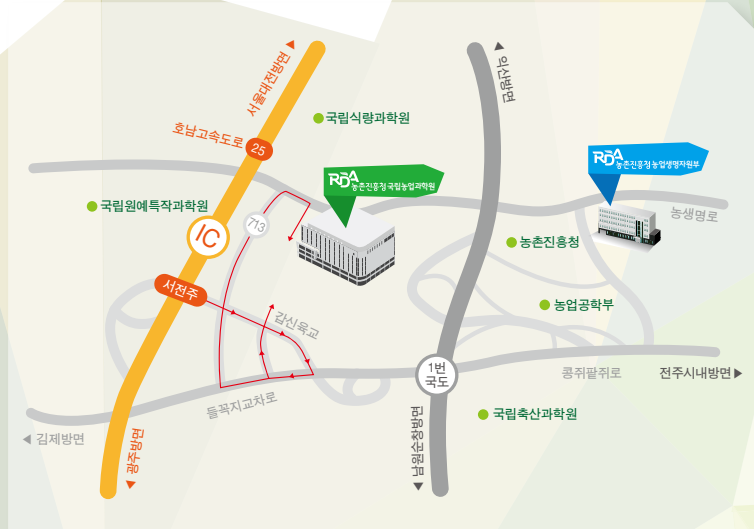 서울대전방면
익산방면
국립식량과학원
호남고속도로
25
RDA
농촌진흥청 국립농업과학원
RDA
농촌진흥청 농업생명자원부
국립원예특작과학원
농생명로
713
IC
농촌진흥청
서전주
농업공학부
감신육교
1번
국도
콩쥐팥쥐로
전주시내방면
들꼭지교차로
국립축산과학원
김제방면
광주방면
남원순창방면